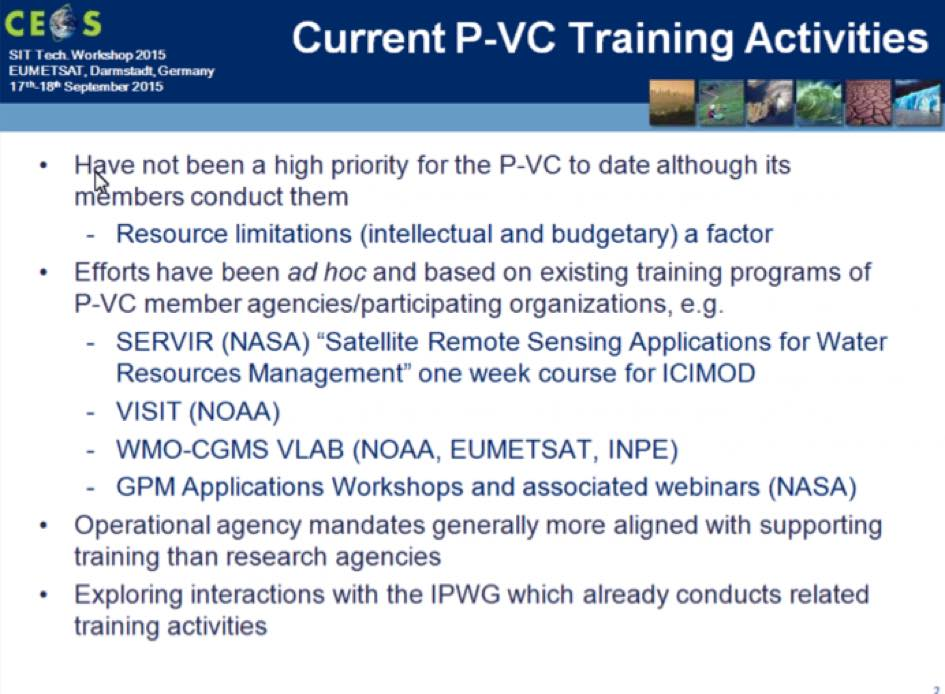 CEOS
SIT Tech. Workshop 2015
EUMETSAT, Darmstadt, Germany
17th-18th September 2015
Current P-VC Training Activities
• Have not been a high priority for the P-VC to date although its
members conduct them
- Resource limitations (intellectual and budgetary) a factor
• Efforts have been ad hoc and based on existing training programs of
P-VC member agencies/participating organizations, e.g.
- SERVIR (NASA) “Satellite Remote Sensing Applications for Water
Resources Management” one week course for ICIMOD
- VISIT (NOAA)
- WMO-CGMS VLAB (NOAA, EUMETSAT, INPE)
- GPM Applications Workshops and associated webinars (NASA)
• Operational agency mandates generally more aligned with supporting
training than research agencies
• Exploring interactions with the IPWG which already conducts related
training activities
2